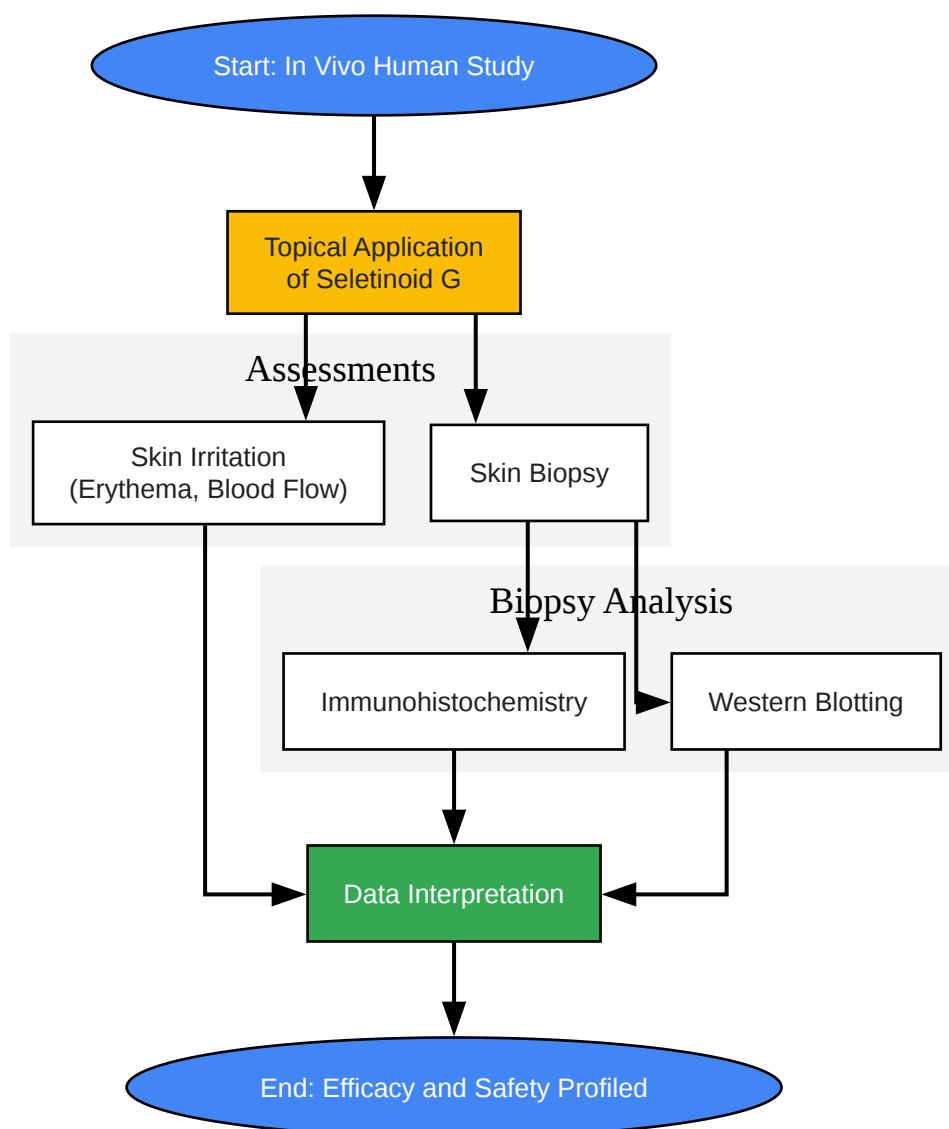 Start: In Vivo Human Study
Topical Application
of Seletinoid G
Assessments
Skin Irritation
(Erythema, Blood Flow)
Skin Biopsy
Biopsy Analysis
Immunohistochemistry
Western Blotting
Data Interpretation
End: Efficacy and Safety Profiled